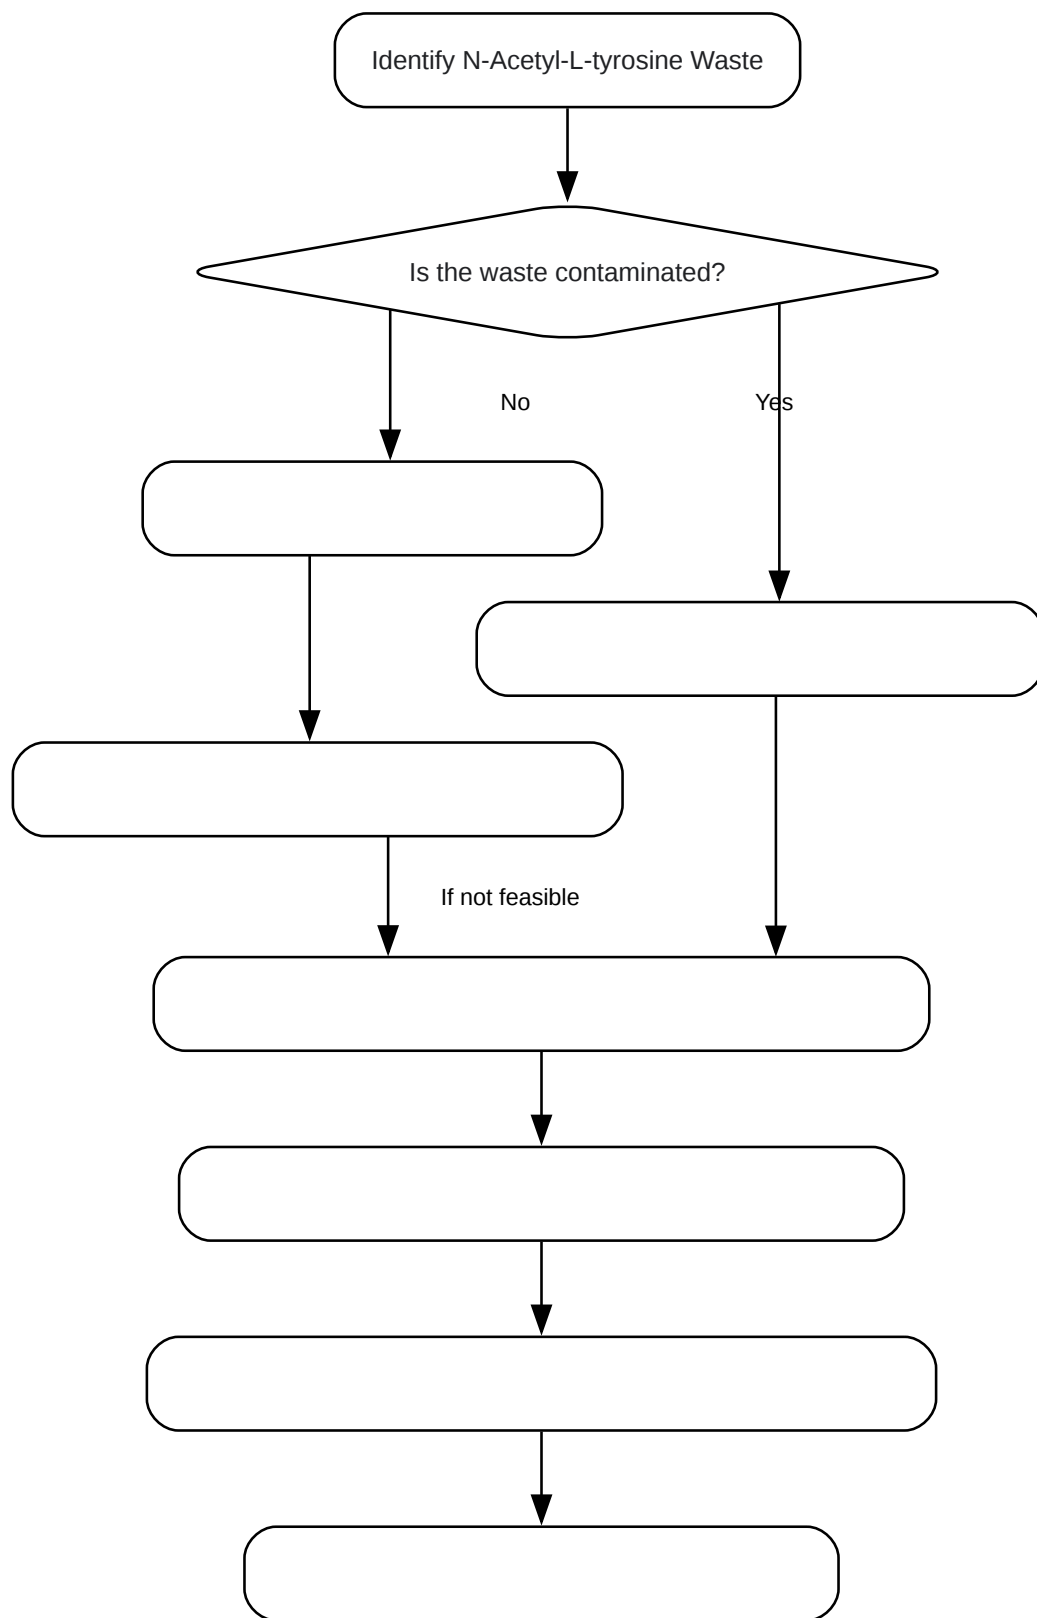 Identify N-Acetyl-L-tyrosine Waste
Is the waste contaminated?
No
Yes
If not feasible